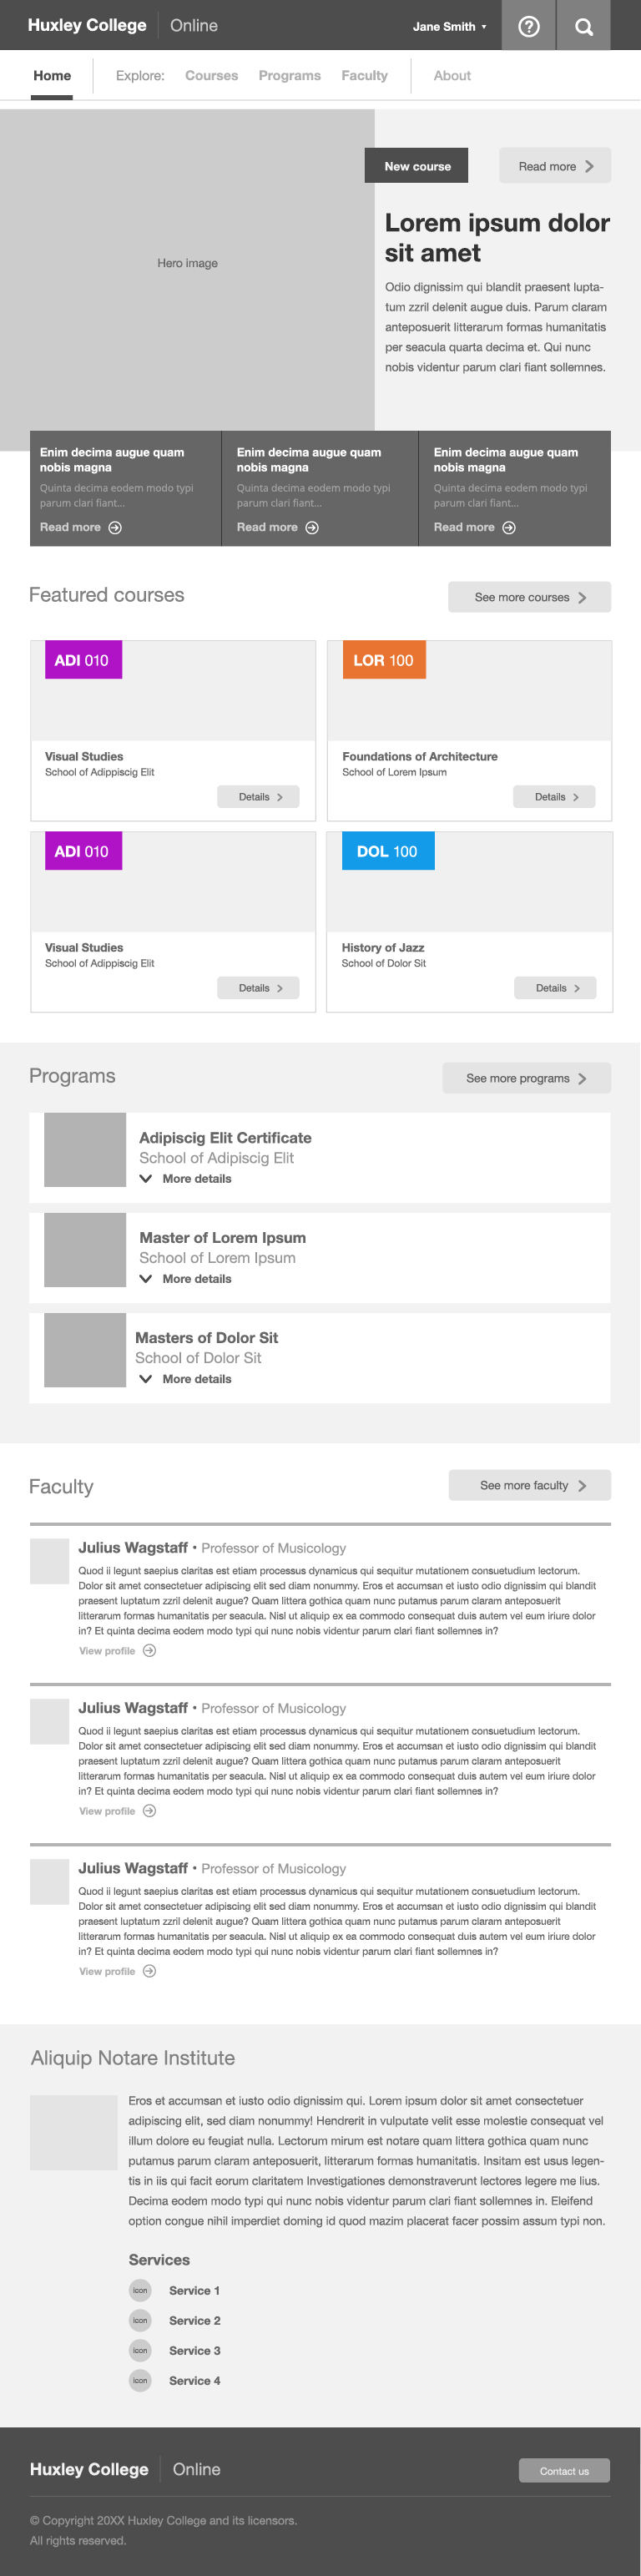 Huxley College Online
Jane Smith
Home Explore: Courses Programs Faculty About
Hero image
New course
Read more
Lorem ipsum dolor
sit amet
Odio dignissim qui blandit praesent lupta-
tum zzril delenit augue duis. Parum claram
anteposuerit litterarum formas humanitatis
per seacula quarta decima et. Qui nunc
nobis videntur parum clari fiant sollemnes.
Enim decima augue quam
nobis magna
Quinta decima eodem modo typi
parum clari fiant...
Read more
Enim decima augue quam
nobis magna
Quinta decima eodem modo typi
parum clari fiant...
Read more
Enim decima augue quam
nobis magna
Quinta decima eodem modo typi
parum clari fiant...
Read more
Featured courses
See more courses
ADI 010
Visual Studies
School of Adippiscig Elit
Details
LOR 100
Foundations of Architecture
School of Lorem Ipsum
Details
ADI 010
Visual Studies
School of Adippiscig Elit
Details
DOL 100
History of Jazz
School of Dolor Sit
Details
Programs
See more programs
Adipiscig Elit Certificate
School of Adipiscig Elit
More details
Master of Lorem Ipsum
School of Lorem Ipsum
More details
Masters of Dolor Sit
School of Dolor Sit
More details
Faculty
See more faculty
Julius Wagstaff • Professor of Musicology
Quod ii legunt saepius claritas est etiam processus dynamicus qui sequitur mutationem consuetudium lectorum.
Dolor sit amet consectetuer adipiscing elit sed diam nonummy. Eros et accumsan et iusto odio dignissim qui blandit
praesent luptatum zzril delenit augue? Quam littera gothica quam nunc putamus parum claram anteposuerit
litterarum formas humanitatis per seacula. Nisl ut aliquip ex ea commodo consequat duis autem vel eum iriure dolor
in? Et quinta decima eodem modo typi qui nunc nobis videntur parum clari fiant sollemnes in?
View profile
Julius Wagstaff • Professor of Musicology
Quod ii legunt saepius claritas est etiam processus dynamicus qui sequitur mutationem consuetudium lectorum.
Dolor sit amet consectetuer adipiscing elit sed diam nonummy. Eros et accumsan et iusto odio dignissim qui blandit
praesent luptatum zzril delenit augue? Quam littera gothica quam nunc putamus parum claram anteposuerit
litterarum formas humanitatis per seacula. Nisl ut aliquip ex ea commodo consequat duis autem vel eum iriure dolor
in? Et quinta decima eodem modo typi qui nunc nobis videntur parum clari fiant sollemnes in?
View profile
Julius Wagstaff • Professor of Musicology
Quod ii legunt saepius claritas est etiam processus dynamicus qui sequitur mutationem consuetudium lectorum.
Dolor sit amet consectetuer adipiscing elit sed diam nonummy. Eros et accumsan et iusto odio dignissim qui blandit
praesent luptatum zzril delenit augue? Quam littera gothica quam nunc putamus parum claram anteposuerit
litterarum formas humanitatis per seacula. Nisl ut aliquip ex ea commodo consequat duis autem vel eum iriure dolor
in? Et quinta decima eodem modo typi qui nunc nobis videntur parum clari fiant sollemnes in?
View profile
Aliquip Notare Institute
Eros et accumsan et iusto odio dignissim qui. Lorem ipsum dolor sit amet consectetuer
adipiscing elit, sed diam nonummy! Hendrerit in vulputate velit esse molestie consequat vel
illum dolore eu feugiat nulla. Lectorum mirum est notare quam littera gothica quam nunc
putamus parum claram anteposuerit, litterarum formas humanitatis. Insitam est usus legen-
tis in iis qui facit eorum claritatem Investigationes demonstraverunt lectores legere me lius.
Decima eodem modo typi qui nunc nobis videntur parum clari fiant sollemnes in. Eleifend
option congue nihil imperdiet doming id quod mazim placerat facer possim assum typi non.
Services
icon Service 1
icon Service 2
icon Service 3
icon Service 4
Huxley College Online
Contact us
© Copyright 20XX Huxley College and its licensors.
All rights reserved.